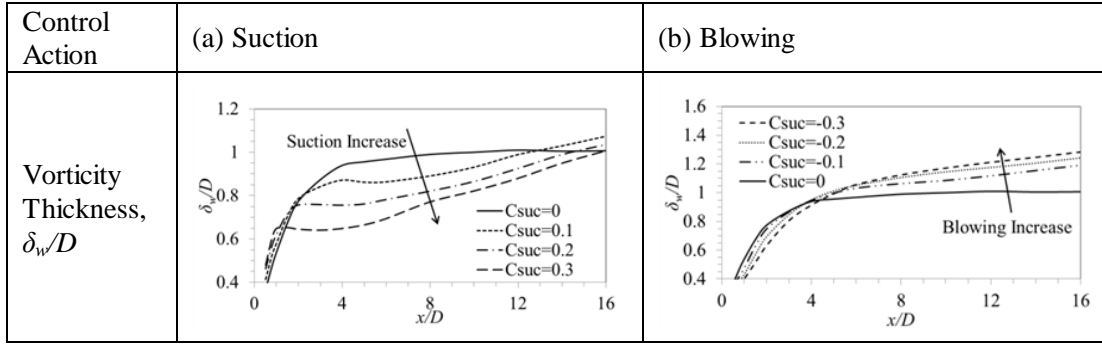 Control
Action
(a) Suction
(b) Blowing
Vorticity
Thickness,
δw/D
1.2
1
0.8
0.6
0.4
δw/D
Suction Increase
Csuc=0
Csuc=0.1
Csuc=0.2
Csuc=0.3
0 4 8 12 16
x/D
1.6
1.4
1.2
1
0.8
0.6
0.4
δw/D
Csuc=-0.3
Csuc=-0.2
Csuc=-0.1
Csuc=0
Blowing Increase
0 4 8 12 16
x/D